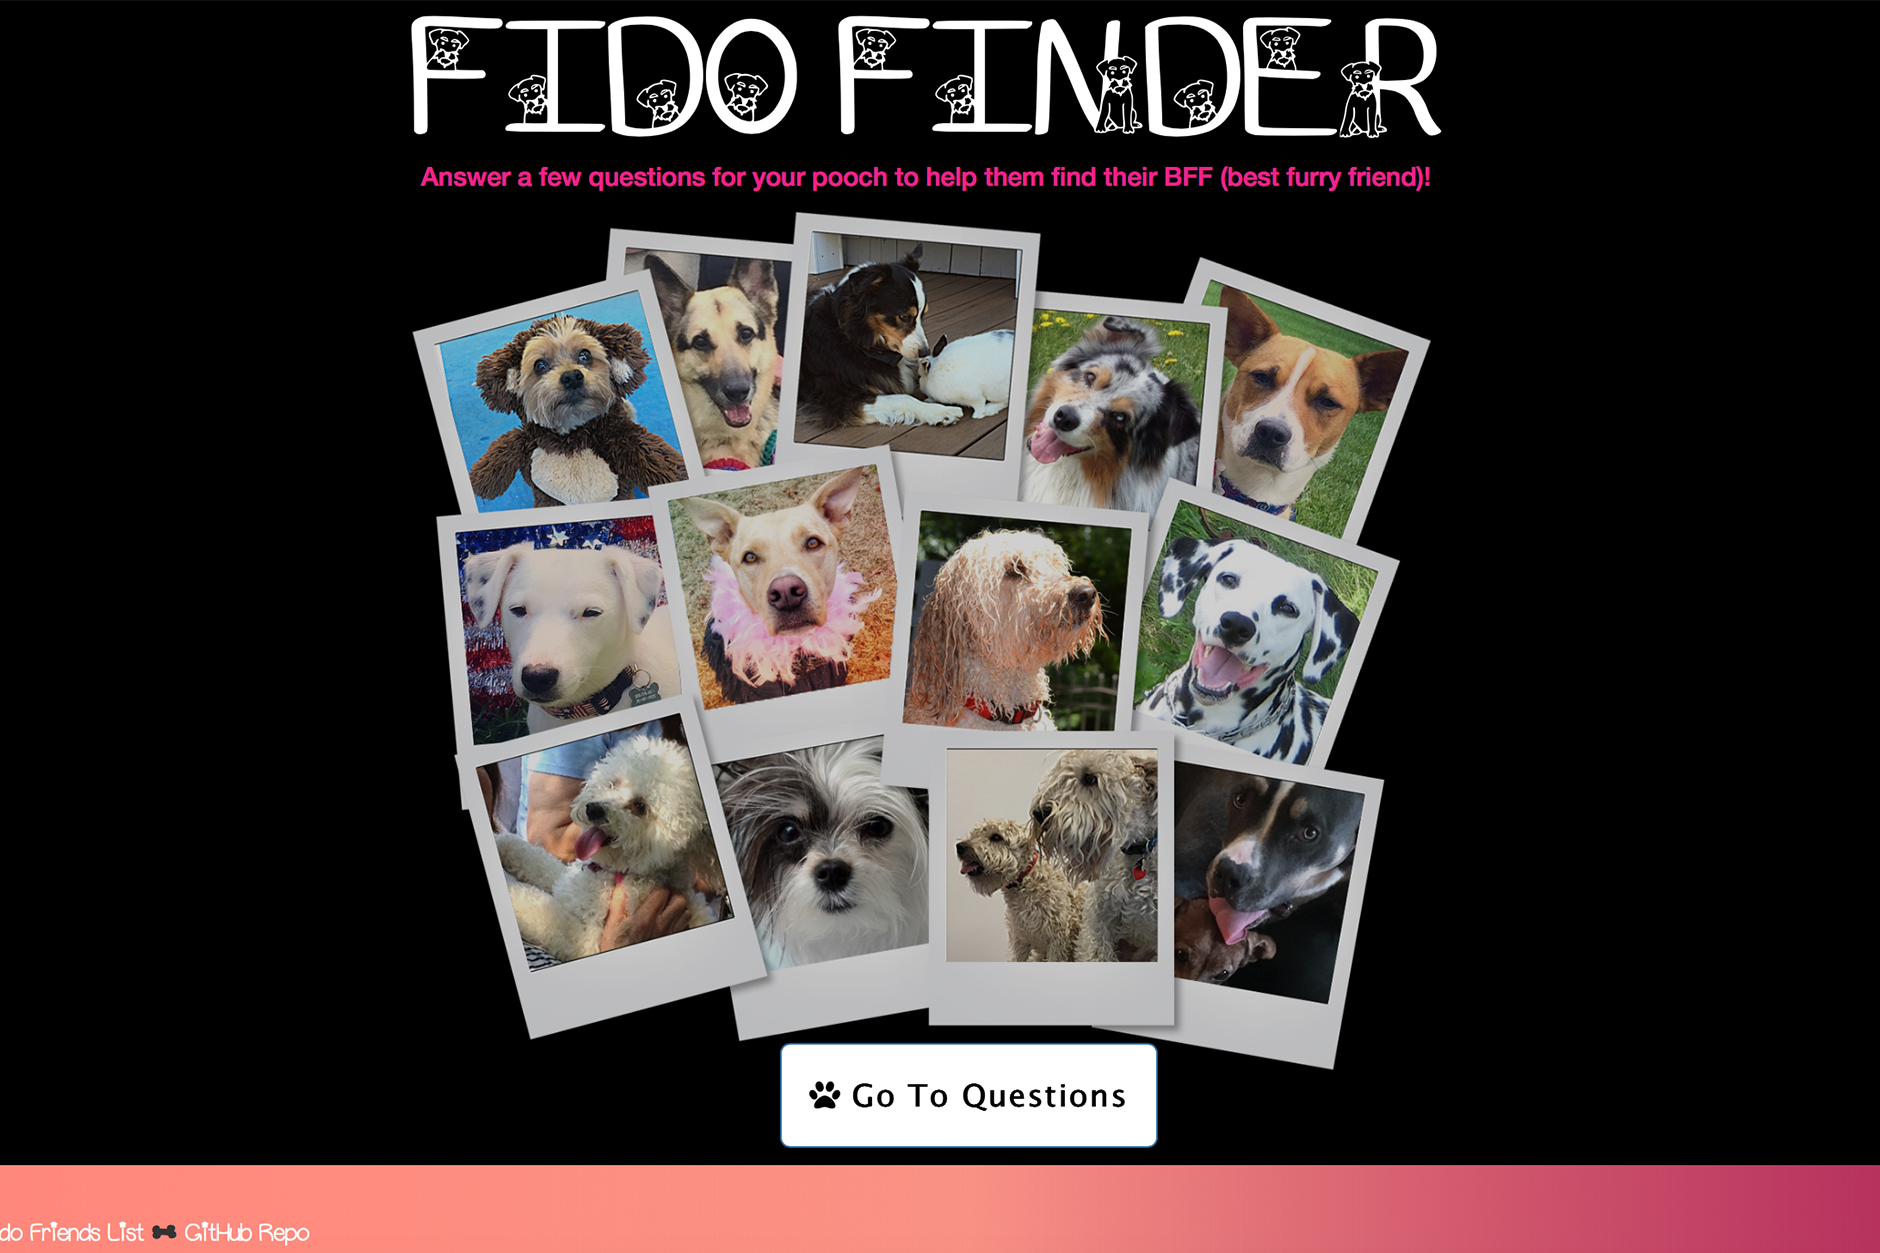 FIDO FINDER
Answer a few questions for your pooch to help them find their BFF (best furry friend)!
Go To Questions
do Friends List GitHub Repo